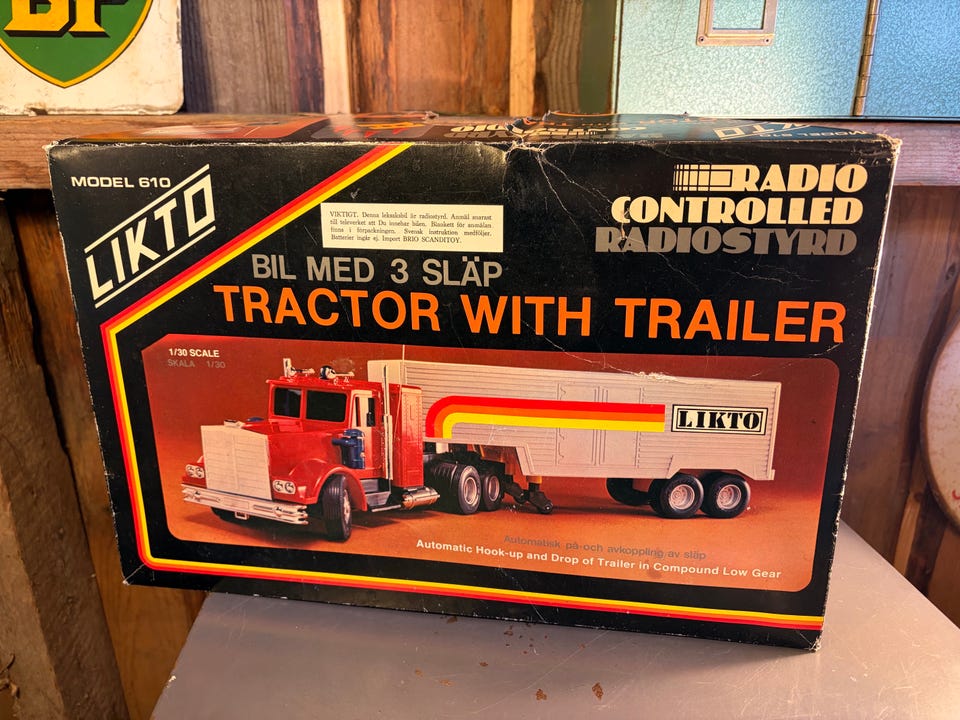 BP
MODEL 610
LIKTO
VIKTIGT. Denna leksaksbil är radiostyrd. Anmäl snarast
till televerket att Du innehar bilen. Blankett för anmälan
finns i förpackningen. Svensk instruktion medföljer.
Batterier ingår ej. Import BRIO SCANDITOY.
RADIO
CONTROLLED
RADIOSTYRD
BIL MED 3 SLÄP
TRACTOR WITH TRAILER
1/30 SCALE
SKALA 1/30
LIKTO
Automatisk på-och avkoppling av släp
Automatic Hook-up and Drop of Trailer in Compound Low Gear